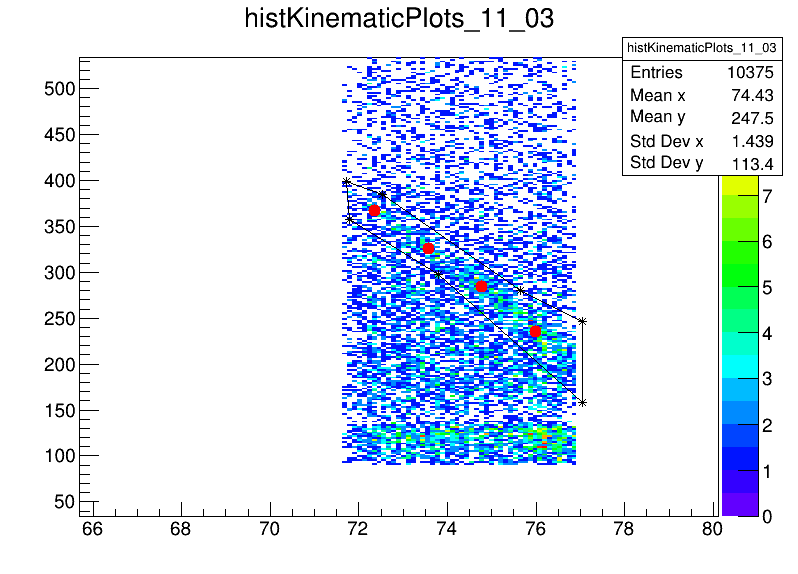 histKinematicPlots_11_03
histKinematicPlots_11_03
Entries 10375
Mean x 74.43
Mean y 247.5
Std Dev x 1.439
Std Dev y 113.4
500
450
400
350
300
250
200
150
100
50
66 68 70 72 74 76 78 80
7
6
5
4
3
2
1
0